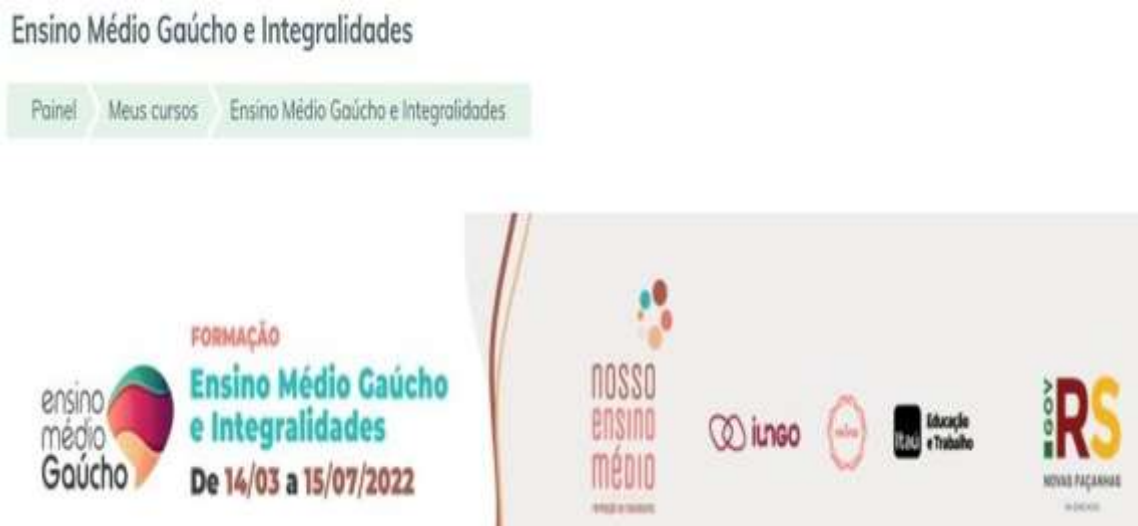 Ensino Médio Gaúcho e Integralidades
Painel Meus cursos Ensino Médio Gaúcho e Integralidades
FORMAÇÃO
Ensino Médio Gaúcho
e Integralidades
De 14/03 a 15/07/2022
ensino
médio
Gaúcho
nosso
ensino
médio
iungo
Itaú Educação
e Trabalho
GOV
RS
NOVAS FAÇANHAS